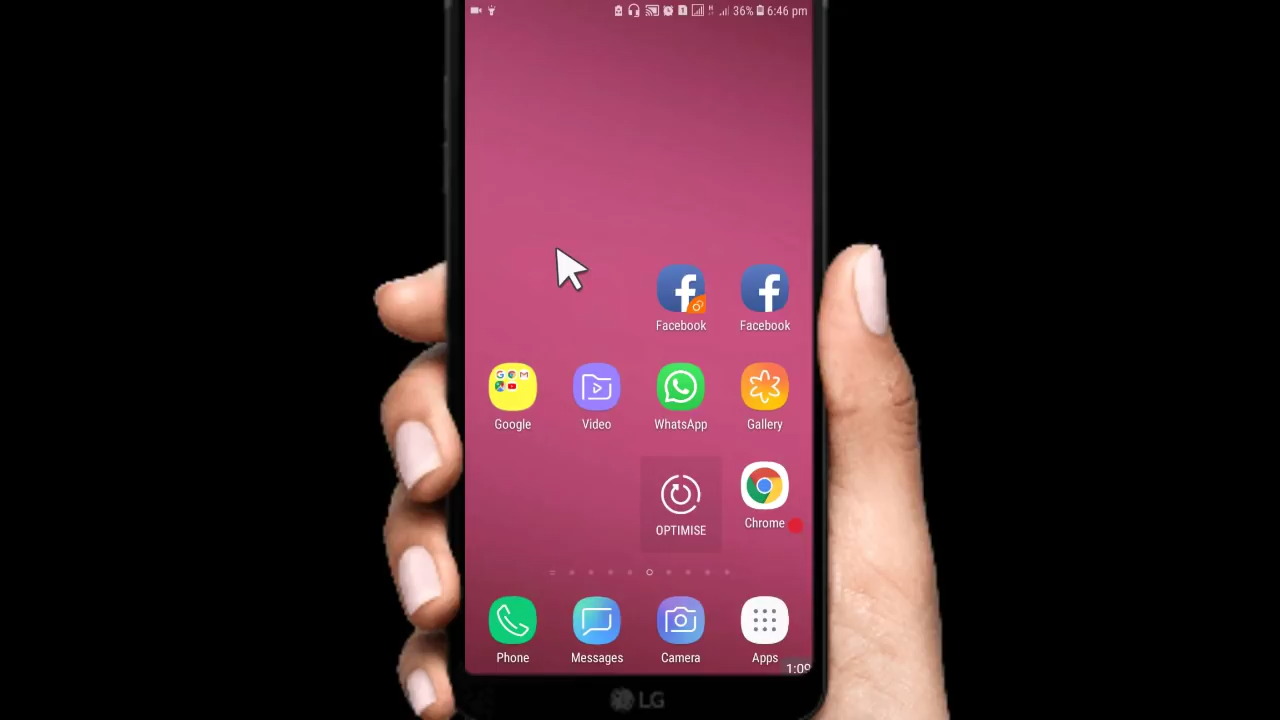 36% 6:46 pm
Facebook Facebook
Google Video WhatsApp Gallery
OPTIMISE Chrome
Phone Messages Camera Apps
1:09
LG